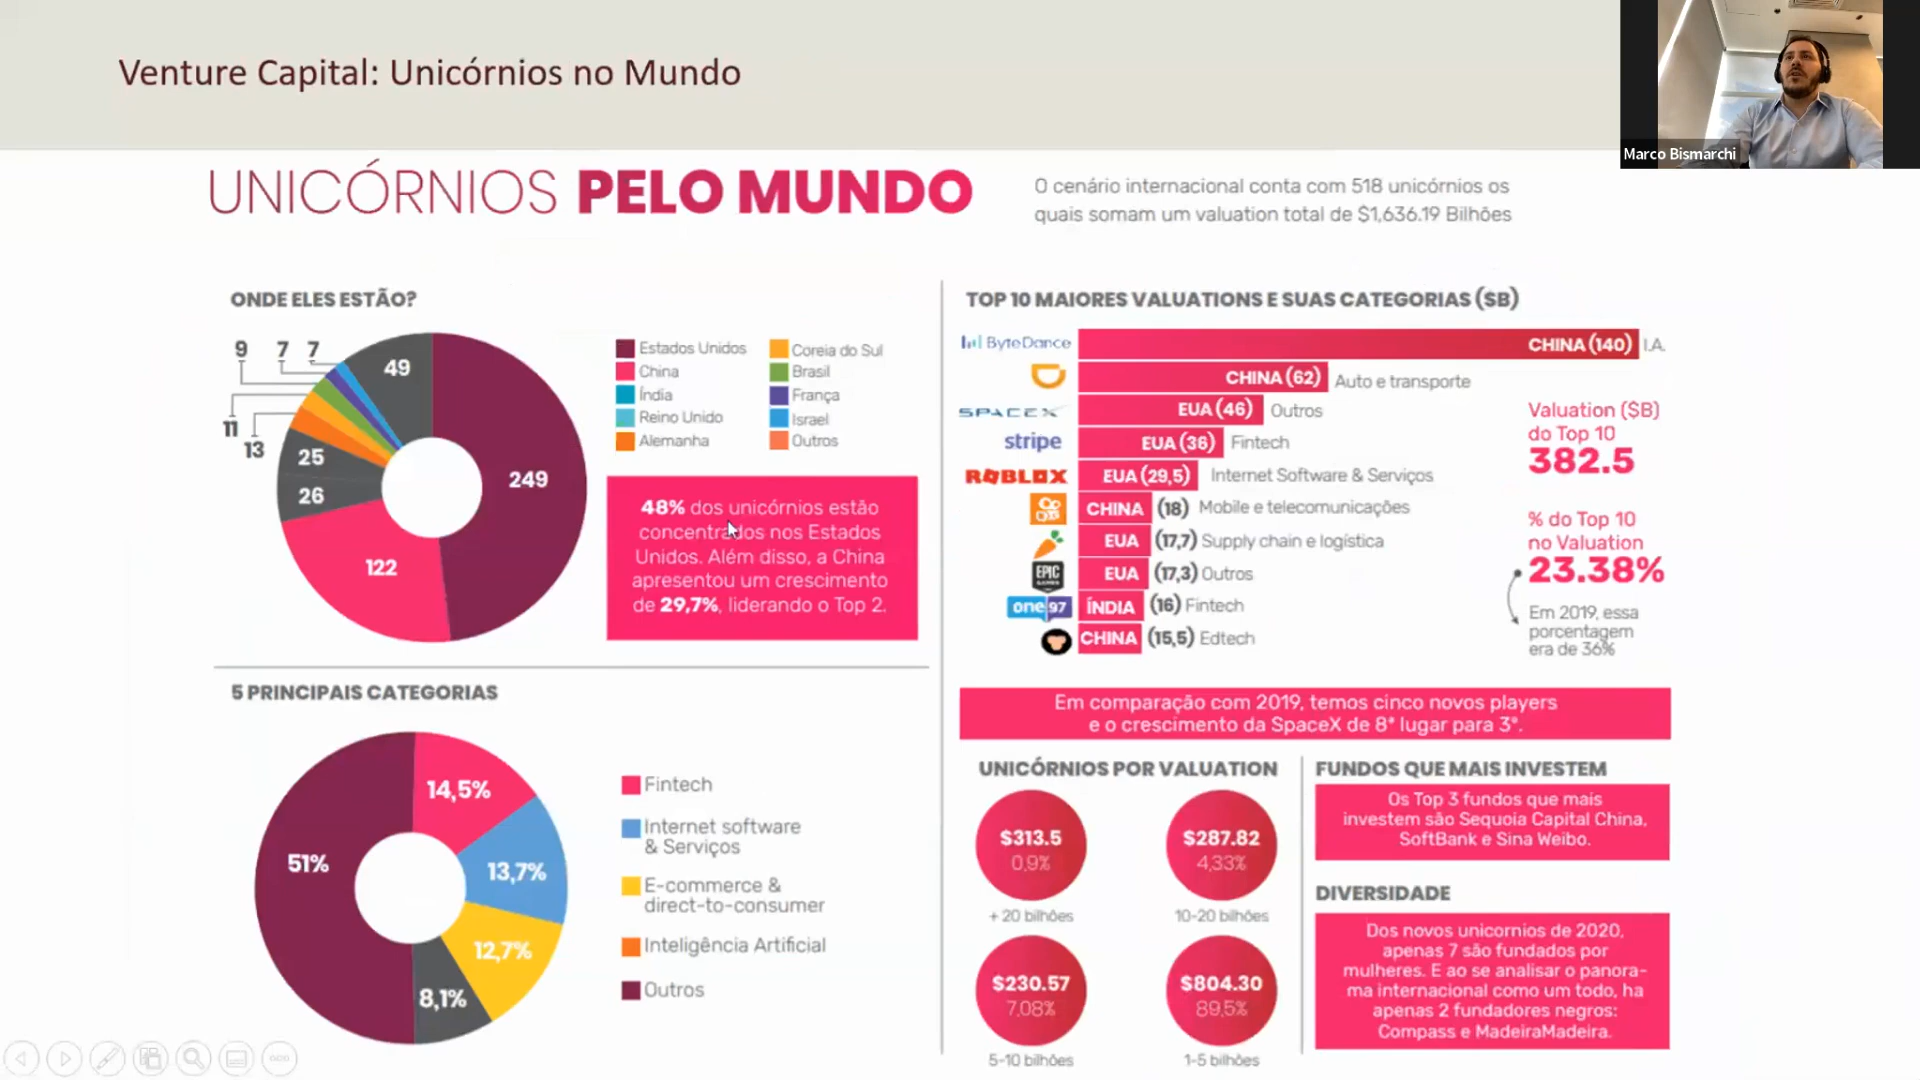 Venture Capital: Unicórnios no Mundo
Marco Bismarchi
UNICÓRNIOS PELO MUNDO
O cenário internacional conta com 518 unicórnios os
quais somam um valuation total de $1,636.19 Bilhões
ONDE ELES ESTÃO?
9
7
7
49
11
13
25
26
249
122
Estados Unidos
China
Índia
Reino Unido
Alemanha
Coreia do Sul
Brasil
França
Israel
Outros
48% dos unicórnios estão
concentrados nos Estados
Unidos. Além disso, a China
apresentou um crescimento
de 29,7%, liderando o Top 2.
5 PRINCIPAIS CATEGORIAS
14,5%
51%
13,7%
12,7%
8,1%
Fintech
Internet software
& Serviços
E-commerce &
direct-to-consumer
Inteligência Artificial
Outros
TOP 10 MAIORES VALUATIONS E SUAS CATEGORIAS ($B)
ByteDance CHINA (140) I.A.
CHINA (62) Auto e transporte
SPACEX EUA (46) Outros
stripe EUA (36) Fintech
ROBLOX EUA (29,5) Internet Software & Serviços
CHINA (18) Mobile e telecomunicações
EUA (17,7) Supply chain e logística
EPIC GAMES EUA (17,3) Outros
one97 ÍNDIA (16) Fintech
CHINA (15,5) Edtech
Valuation ($B)
do Top 10
382.5
% do Top 10
no Valuation
23.38%
Em 2019, essa
porcentagem
era de 36%
Em comparação com 2019, temos cinco novos players
e o crescimento da SpaceX de 8º lugar para 3º.
UNICÓRNIOS POR VALUATION
$313.5
0,9%
+ 20 bilhões
$287.82
4,33%
10-20 bilhões
$230.57
7,08%
5-10 bilhões
$804.30
89,5%
1-5 bilhões
FUNDOS QUE MAIS INVESTEM
Os Top 3 fundos que mais
investem são Sequoia Capital China,
SoftBank e Sina Weibo.
DIVERSIDADE
Dos novos unicornios de 2020,
apenas 7 são fundados por
mulheres. E ao se analisar o panora-
ma internacional como um todo, ha
apenas 2 fundadores negros:
Compass e MadeiraMadeira.